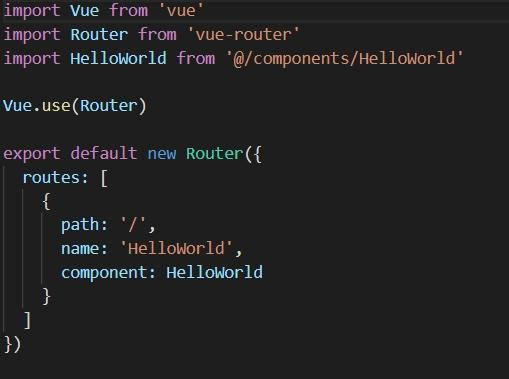 import Vue from 'vue'
import Router from 'vue-router'
import HelloWorld from '@/components/HelloWorld'

Vue.use(Router)

export default new Router({
  routes: [
    {
      path: '/',
      name: 'HelloWorld',
      component: HelloWorld
    }
  ]
})